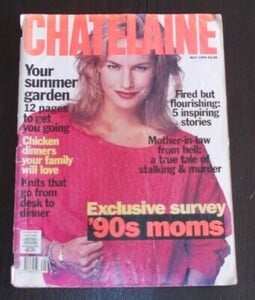 CHATELAINE
MAY 1990
Your
summer
garden
12 pages
to get
you going
Chicken
dinners
your family
will love
Knits that
go from
desk to
dinner
Fired but
flourishing:
5 inspiring
stories
Mother-in-law
from hell:
a true tale of
stalking & murder
Exclusive survey
'90s moms